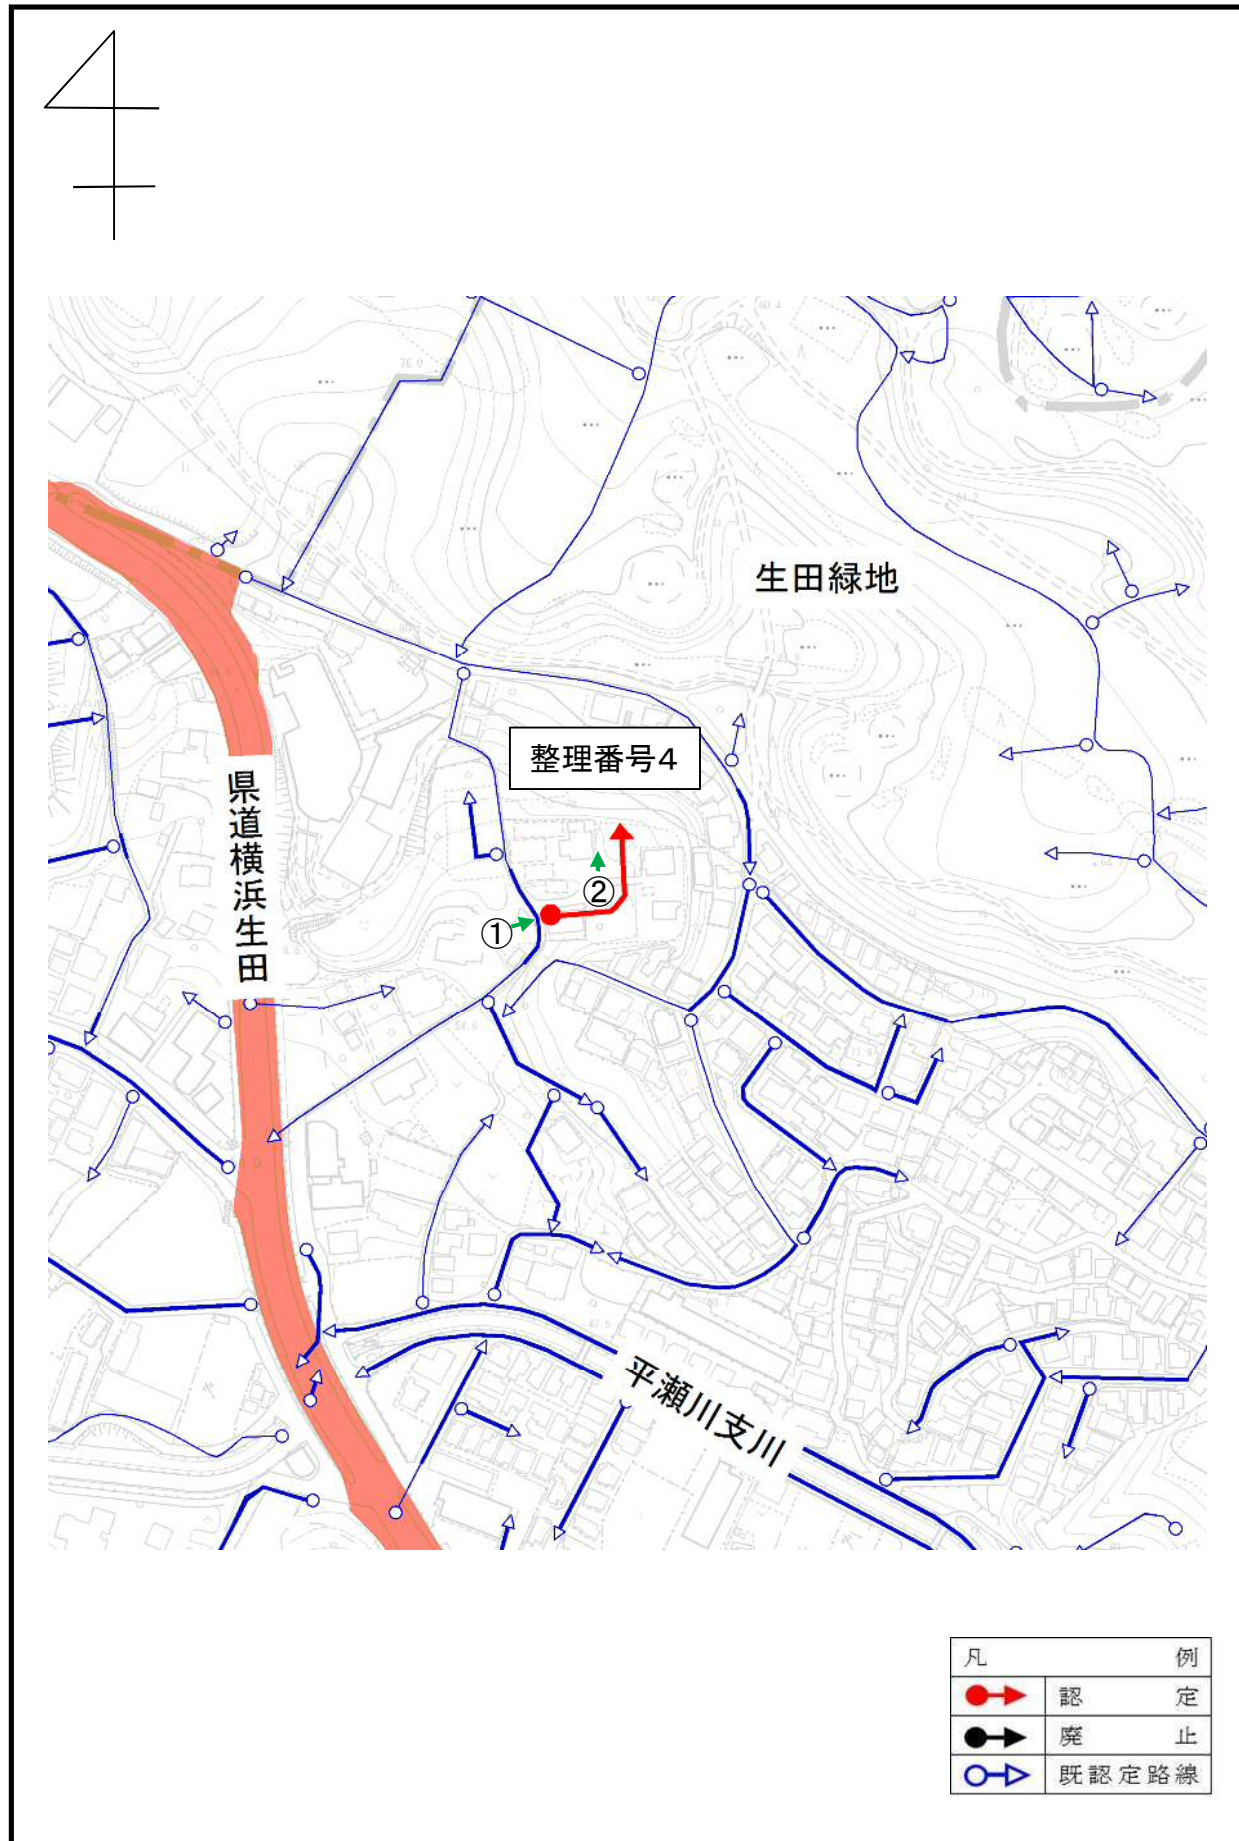 生田緑地
整理番号4
県道横浜生田
②
①
平瀬川支川
凡例
認定
廃止
既認定路線